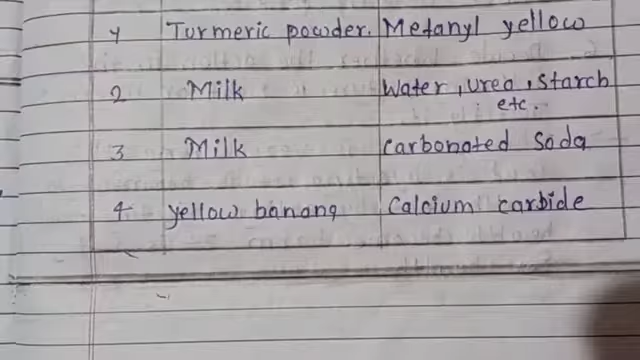 1 Turmeric powder. Metanyl yellow
2 Milk Water, urea, starch
etc.
3 Milk Carbonated Soda
4 yellow banana Calcium carbide